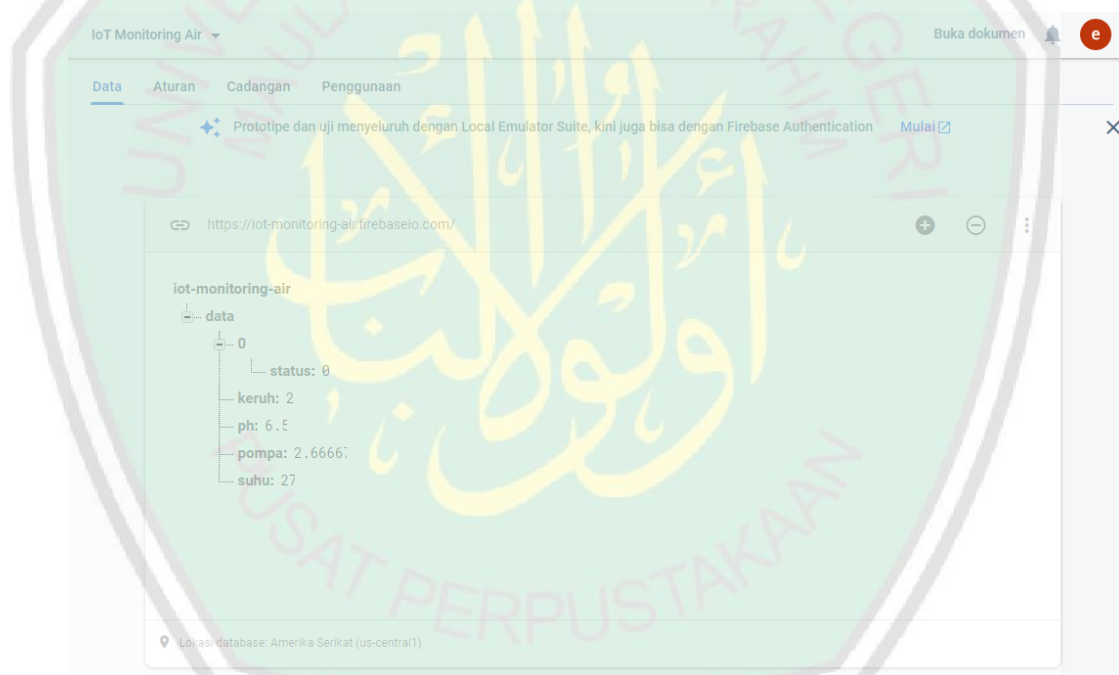 IoT Monitoring Air
Buka dokumen
e
Data Aturan Cadangan Penggunaan
Prototipe dan uji menyeluruh dengan Local Emulator Suite, kini juga bisa dengan Firebase Authentication Mulai
https://iot-monitoring-air.firebaseio.com/
iot-monitoring-air
data
0
status: 0
keruh: 2
ph: 6.5
pompa: 2.66667
suhu: 27
Lokasi database: Amerika Serikat (us-central1)
PUSAT PERPUSTAKAAN